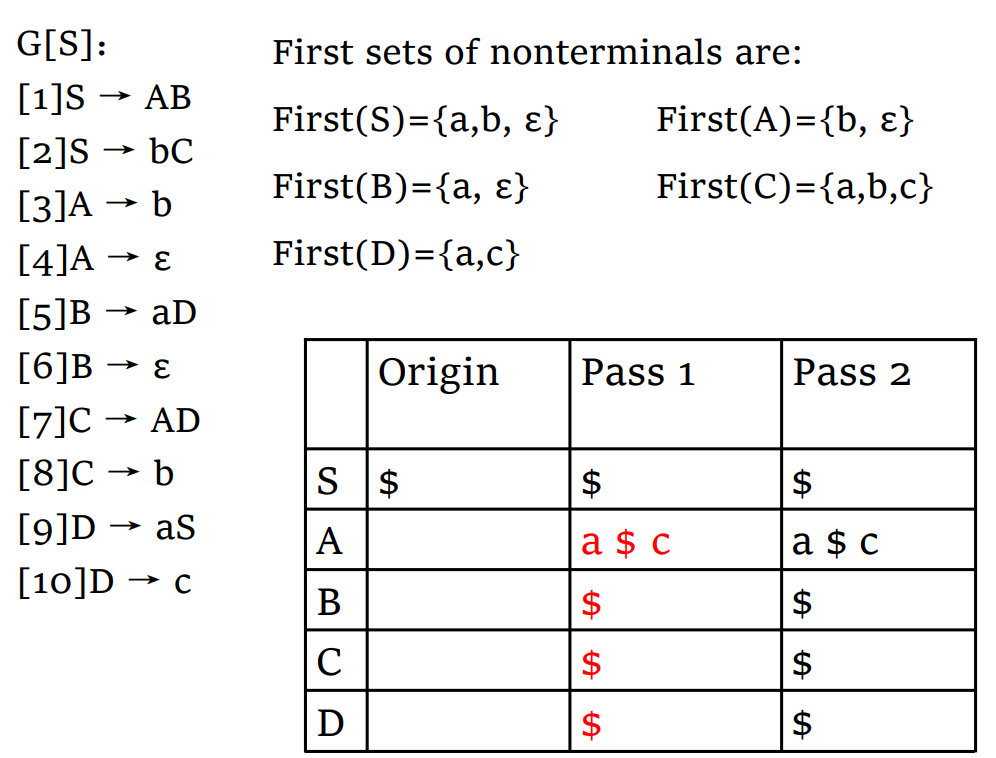 G[S]:
[1]S → AB
[2]S → bC
[3]A → b
[4]A → ε
[5]B → aD
[6]B → ε
[7]C → AD
[8]C → b
[9]D → aS
[10]D → c
First sets of nonterminals are:
First(S)={a,b, ε} First(A)={b, ε}
First(B)={a, ε} First(C)={a,b,c}
First(D)={a,c}
Origin Pass 1 Pass 2
S $ $ $
A a $ c a $ c
B $ $
C $ $
D $ $